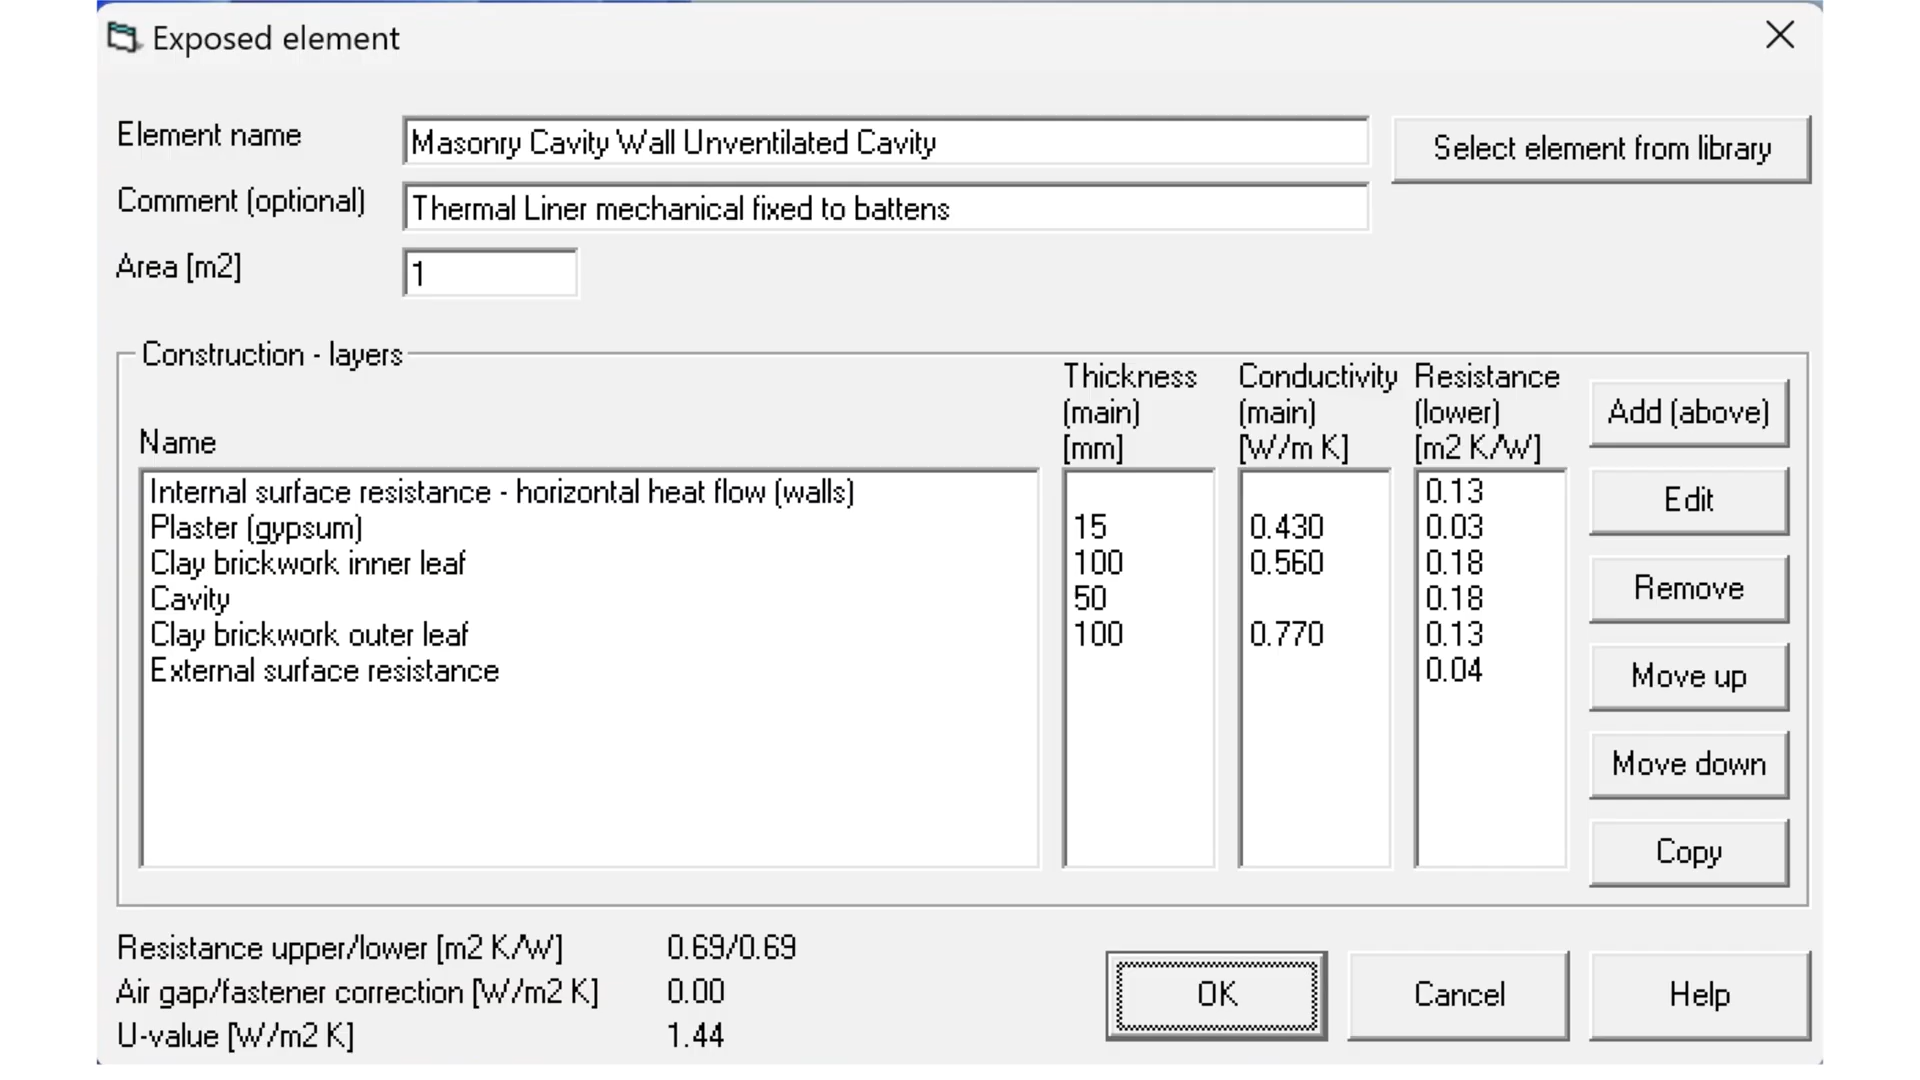 Exposed element
Element name
Masonry Cavity Wall Unventilated Cavity
Select element from library
Comment (optional)
Thermal Liner mechanical fixed to battens
Area [m2]
1
Construction - layers
Name
Thickness (main) [mm]
Conductivity (main) [W/m K]
Resistance (lower) [m2 K/W]
Internal surface resistance - horizontal heat flow (walls) 0.13
Plaster (gypsum) 15 0.430 0.03
Clay brickwork inner leaf 100 0.560 0.18
Cavity 50 0.18
Clay brickwork outer leaf 100 0.770 0.13
External surface resistance 0.04
Add (above)
Edit
Remove
Move up
Move down
Copy
Resistance upper/lower [m2 K/W] 0.69/0.69
Air gap/fastener correction [W/m2 K] 0.00
U-value [W/m2 K] 1.44
OK
Cancel
Help